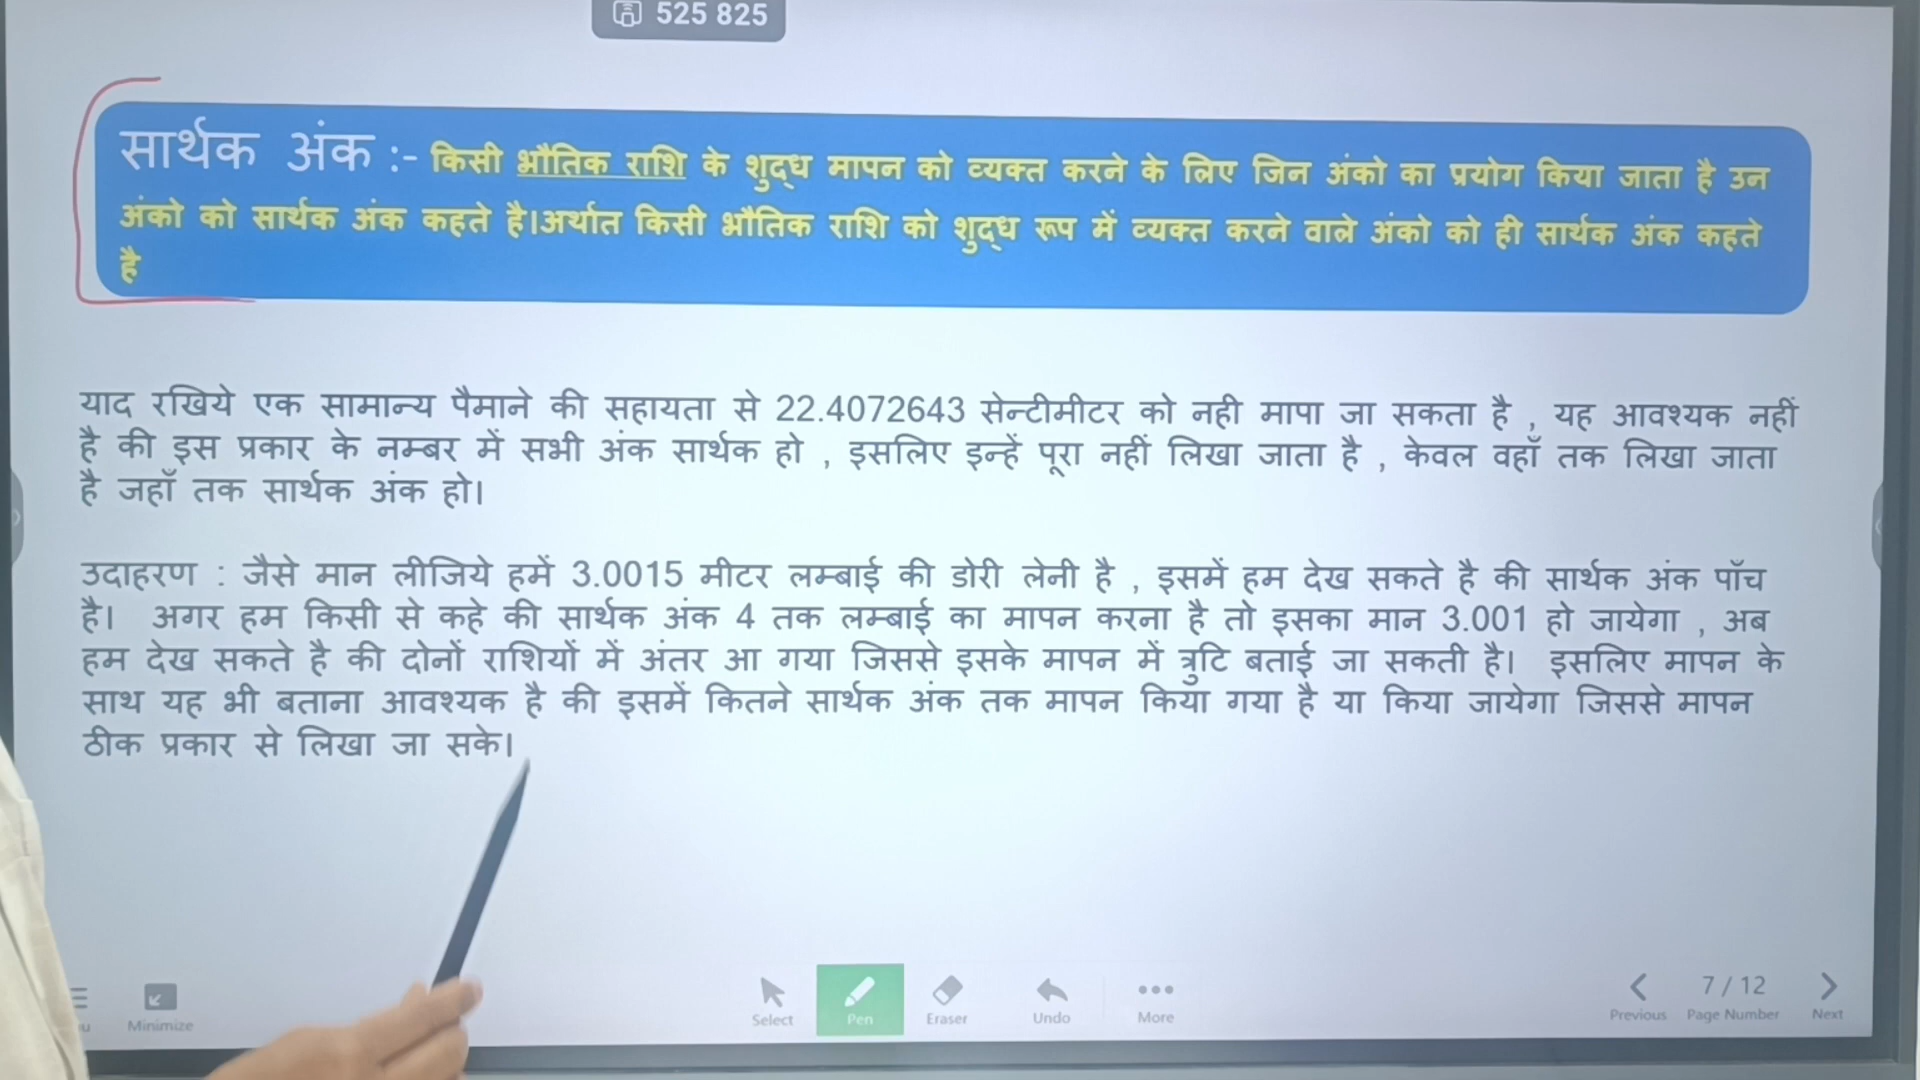 525 825
सार्थक अंक :- किसी भौतिक राशि के शुद्ध मापन को व्यक्त करने के लिए जिन अंको का प्रयोग किया जाता है उन
अंको को सार्थक अंक कहते है।अर्थात किसी भौतिक राशि को शुद्ध रूप में व्यक्त करने वाले अंको को ही सार्थक अंक कहते
है
याद रखिये एक सामान्य पैमाने की सहायता से 22.4072643 सेन्टीमीटर को नही मापा जा सकता है , यह आवश्यक नहीं
है की इस प्रकार के नम्बर में सभी अंक सार्थक हो , इसलिए इन्हें पूरा नहीं लिखा जाता है , केवल वहाँ तक लिखा जाता
है जहाँ तक सार्थक अंक हो।
उदाहरण : जैसे मान लीजिये हमें 3.0015 मीटर लम्बाई की डोरी लेनी है , इसमें हम देख सकते है की सार्थक अंक पाँच
है। अगर हम किसी से कहे की सार्थक अंक 4 तक लम्बाई का मापन करना है तो इसका मान 3.001 हो जायेगा , अब
हम देख सकते है की दोनों राशियों में अंतर आ गया जिससे इसके मापन में त्रुटि बताई जा सकती है। इसलिए मापन के
साथ यह भी बताना आवश्यक है की इसमें कितने सार्थक अंक तक मापन किया गया है या किया जायेगा जिससे मापन
ठीक प्रकार से लिखा जा सके।
Minimize Select Pen Eraser Undo More Previous 7 / 12 Page Number Next